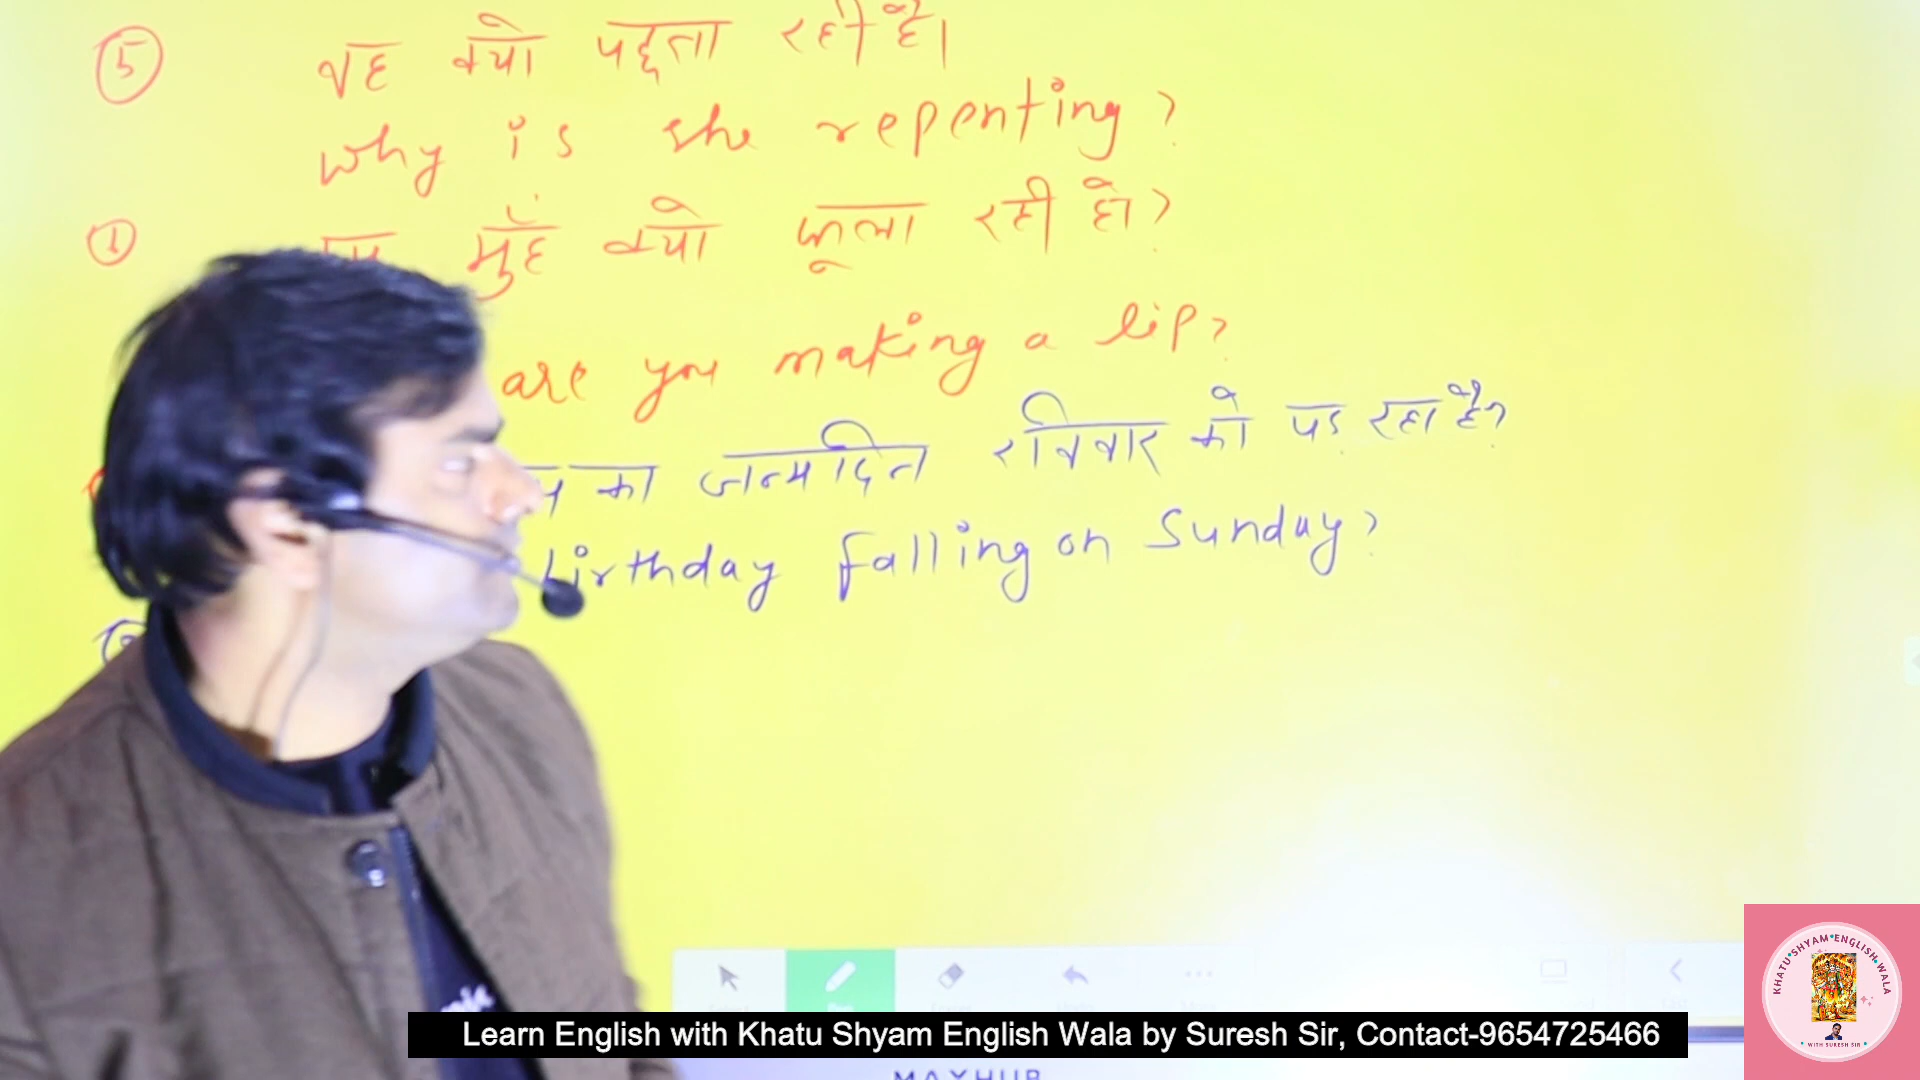 5 वह क्यो पछता रही है।
why is she repenting?
मुँह क्यो फूला रही हो?
are you making a lip?
का जन्मदिन रविवार को पड़ रहा है?
birthday falling on Sunday?
KHATU SHYAM ENGLISH WALA
WITH SURESH SIR
Learn English with Khatu Shyam English Wala by Suresh Sir, Contact-9654725466
MAXHUB